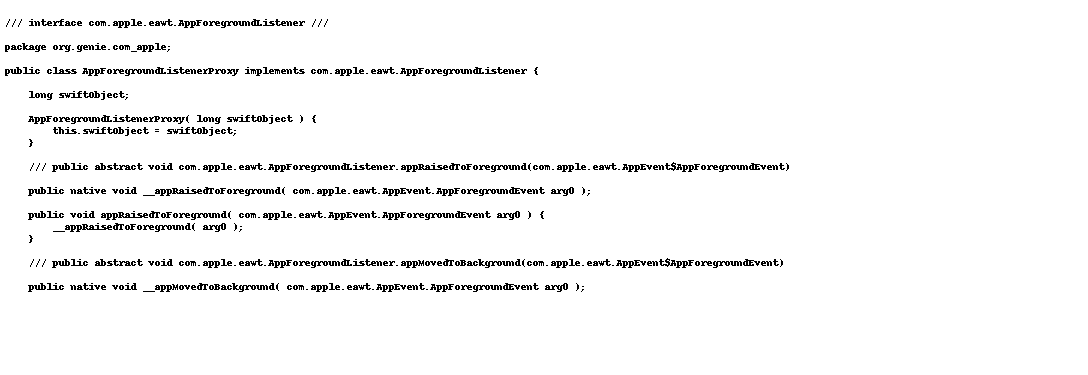 /// interface com.apple.eawt.AppForegroundListener ///
package org.genie.com_apple;
public class AppForegroundListenerProxy implements com.apple.eawt.AppForegroundListener {
long swiftObject;
AppForegroundListenerProxy( long swiftObject ) {
this.swiftObject = swiftObject;
}
/// public abstract void com.apple.eawt.AppForegroundListener.appRaisedToForeground(com.apple.eawt.AppEvent$AppForegroundEvent)
public native void __appRaisedToForeground( com.apple.eawt.AppEvent.AppForegroundEvent arg0 );
public void appRaisedToForeground( com.apple.eawt.AppEvent.AppForegroundEvent arg0 ) {
__appRaisedToForeground( arg0 );
}
/// public abstract void com.apple.eawt.AppForegroundListener.appMovedToBackground(com.apple.eawt.AppEvent$AppForegroundEvent)
public native void __appMovedToBackground( com.apple.eawt.AppEvent.AppForegroundEvent arg0 );